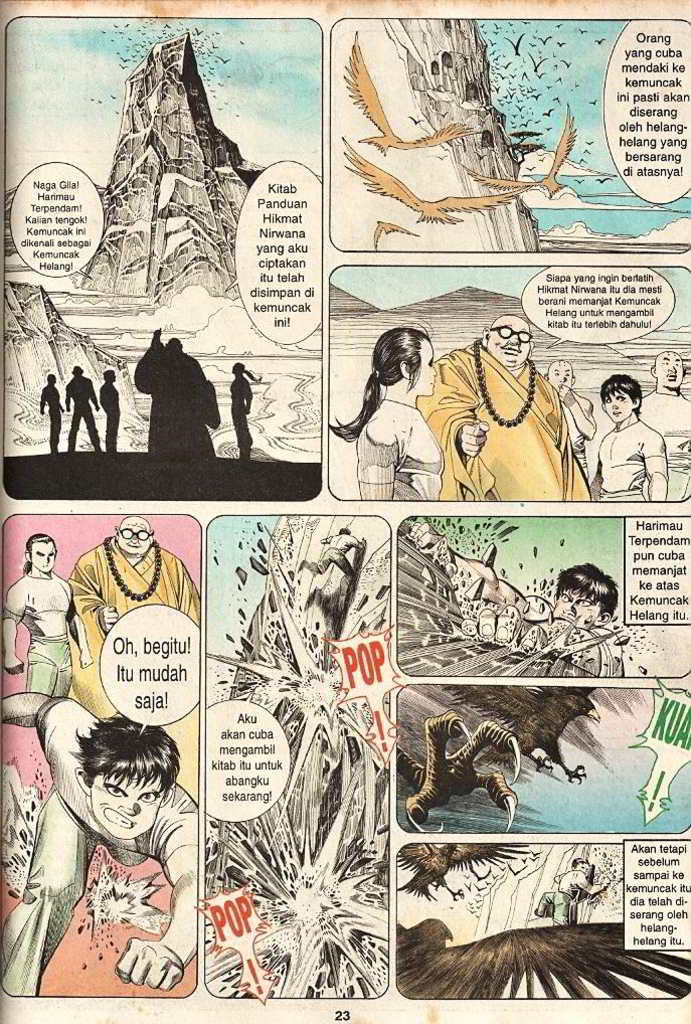 Naga Gila!
Harimau
Terpendam!
Kalian tengok!
Kemuncak ini
dikenali sebagai
Kemuncak
Helang!
Kitab
Panduan
Hikmat
Nirwana
yang aku
ciptakan
itu telah
disimpan di
kemuncak
ini!
Orang
yang cuba
mendaki ke
kemuncak
ini pasti akan
diserang
oleh helang-
helang yang
bersarang
di atasnya!
Siapa yang ingin berlatih
Hikmat Nirwana itu dia mesti
berani memanjat Kemuncak
Helang untuk mengambil
kitab itu terlebih dahulu!
Oh, begitu!
Itu mudah
saja!
POP
!
Aku
akan cuba
mengambil
kitab itu untuk
abangku
sekarang!
POP
!
Harimau
Terpendam
pun cuba
memanjat
ke atas
Kemuncak
Helang itu.
!
Akan tetapi
sebelum
sampai ke
kemuncak itu
dia telah di-
serang oleh
helang-
helang itu.
23